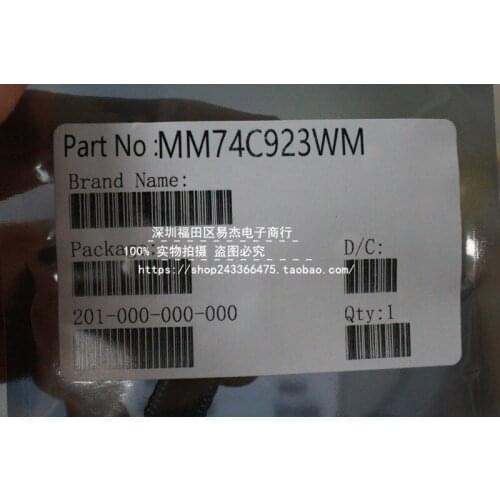 Part No :MM74C923WM
Brand Name:
深圳福田区易杰电子商行
Package: D/C:
100% 实物拍摄 盗图必究
https://shop243366475.taobao.com/
201-000-000-000 Qty:1